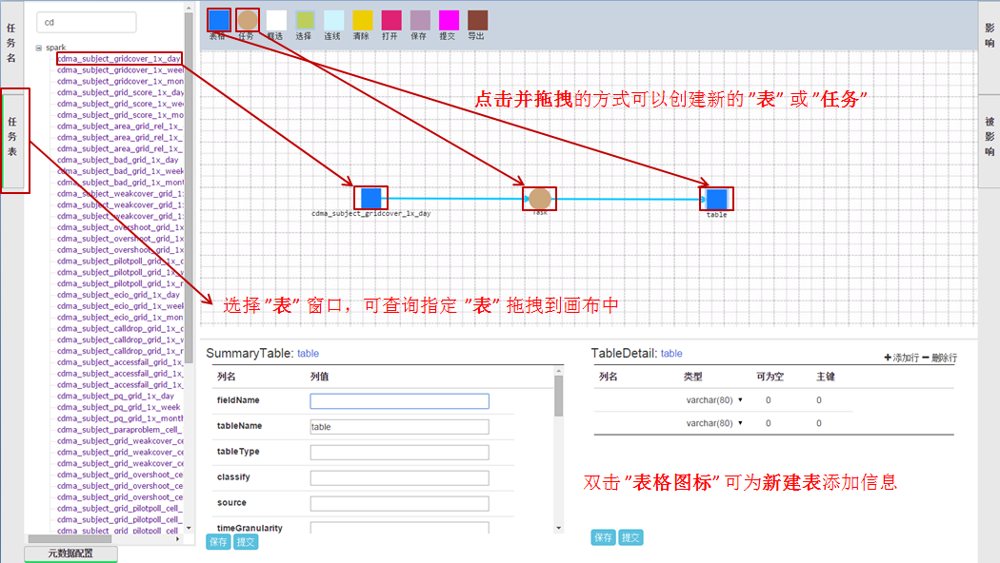 任务名
任务表
cd
spark
cdma_subject_gridcover_1x_day
cdma_subject_gridcover_1x_week
cdma_subject_gridcover_1x_mon
cdma_subject_grid_score_1x_day
cdma_subject_grid_score_1x_wee
cdma_subject_grid_score_1x_mo
cdma_subject_area_grid_rel_1x_
cdma_subject_area_grid_rel_1x_
cdma_subject_area_grid_rel_1x_
cdma_subject_bad_grid_1x_day
cdma_subject_bad_grid_1x_week
cdma_subject_bad_grid_1x_mont
cdma_subject_weakcover_grid_1x
cdma_subject_weakcover_grid_1
cdma_subject_weakcover_grid_1x
cdma_subject_overshoot_grid_1x
cdma_subject_overshoot_grid_1x
cdma_subject_overshoot_grid_1x
cdma_subject_pilotpoll_grid_1x_d
cdma_subject_pilotpoll_grid_1x_w
cdma_subject_pilotpoll_grid_1x_r
cdma_subject_ecio_grid_1x_day
cdma_subject_ecio_grid_1x_week
cdma_subject_ecio_grid_1x_mon
cdma_subject_calldrop_grid_1x_d
cdma_subject_calldrop_grid_1x_w
cdma_subject_calldrop_grid_1x_r
cdma_subject_accessfail_grid_1x_
cdma_subject_accessfail_grid_1x_
cdma_subject_accessfail_grid_1x_
cdma_subject_pq_grid_1x_day
cdma_subject_pq_grid_1x_week
cdma_subject_pq_grid_1x_month
cdma_subject_paraproblem_cell_
cdma_subject_grid_weakcover_ce
cdma_subject_grid_weakcover_ce
cdma_subject_grid_weakcover_ce
cdma_subject_grid_overshoot_ce
cdma_subject_grid_overshoot_ce
cdma_subject_grid_overshoot_ce
cdma_subject_grid_pilotpoll_cell_
cdma_subject_grid_pilotpoll_cell_
cdma_subject_grid_pilotpoll_cell_
元数据配置
表格 任务 框选 选择 连线 清除 打开 保存 提交 导出
点击并拖拽的方式可以创建新的 "表" 或 "任务"
cdma_subject_gridcover_1x_day
Task
table
选择 "表" 窗口，可查询指定 "表" 拖拽到画布中
SummaryTable: table
列名 列值
fieldName
tableName table
tableType
classify
source
timeGranularity
保存 提交
TableDetail: table
添加行 删除行
列名 类型 可为空 主键
varchar(80) 0 0
varchar(80) 0 0
双击 "表格图标" 可为新建表添加信息
保存 提交
影响
被影响